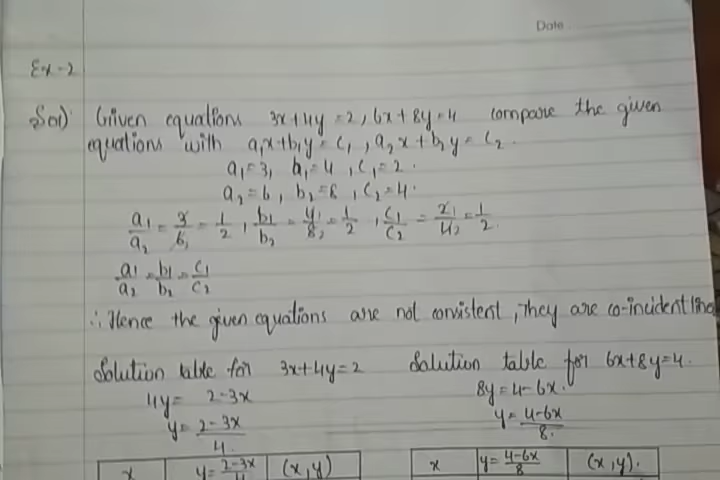 Date
Ex-2
Sol) Given equations 3x+4y=2, 6x+8y=4 compare the given
equations with a₁x+b₁y=c₁, a₂x+b₂y=c₂.
a₁=3, b₁=4, c₁=2.
a₂=6, b₂=8, c₂=4.
a₁/a₂ = 3/6 = 1/2, b₁/b₂ = 4/8 = 1/2, c₁/c₂ = 2/4 = 1/2.
a₁/a₂ = b₁/b₂ = c₁/c₂
∴ Hence the given equations are not consistent, They are co-incident line
Solution table for 3x+4y=2 Solution table for 6x+8y=4.
4y = 2-3x 8y=4-6x.
y = 2-3x/4. y = 4-6x/8.
x y=2-3x/4 (x,y) x y=4-6x/8 (x,y).